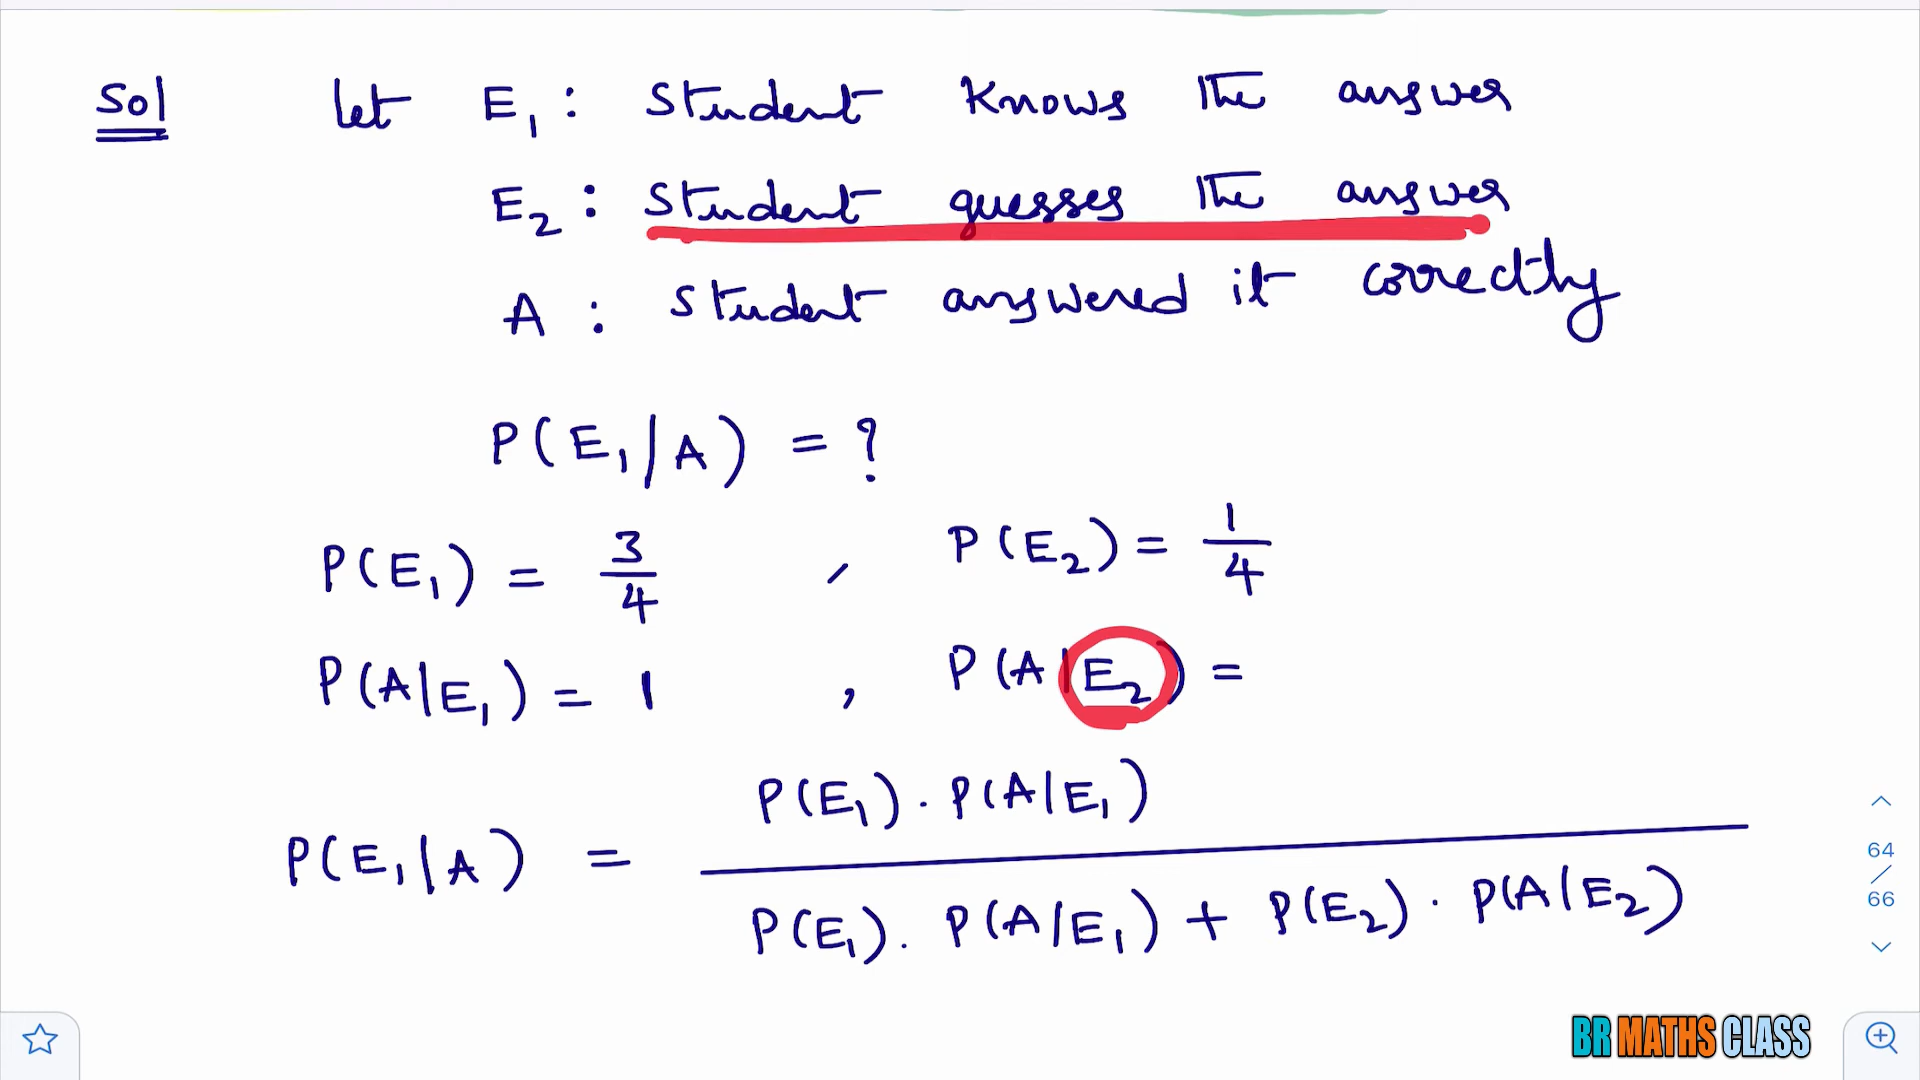 Sol Let E₁ : Student Knows the answer
E₂ : Student guesses the answer
A : Student answered it correctly
P(E₁|A) = ?
P(E₁) = 3/4 , P(E₂) = 1/4
P(A|E₁) = 1 , P(A|E₂) =
P(E₁|A) = P(E₁) . P(A|E₁) / P(E₁) . P(A|E₁) + P(E₂) . P(A|E₂)
64
/
66
BR MATHS CLASS